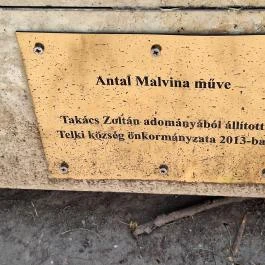 Antal Malvina műve
Takács Zoltán adományából állított
Telki község önkormányzata 2013-ba